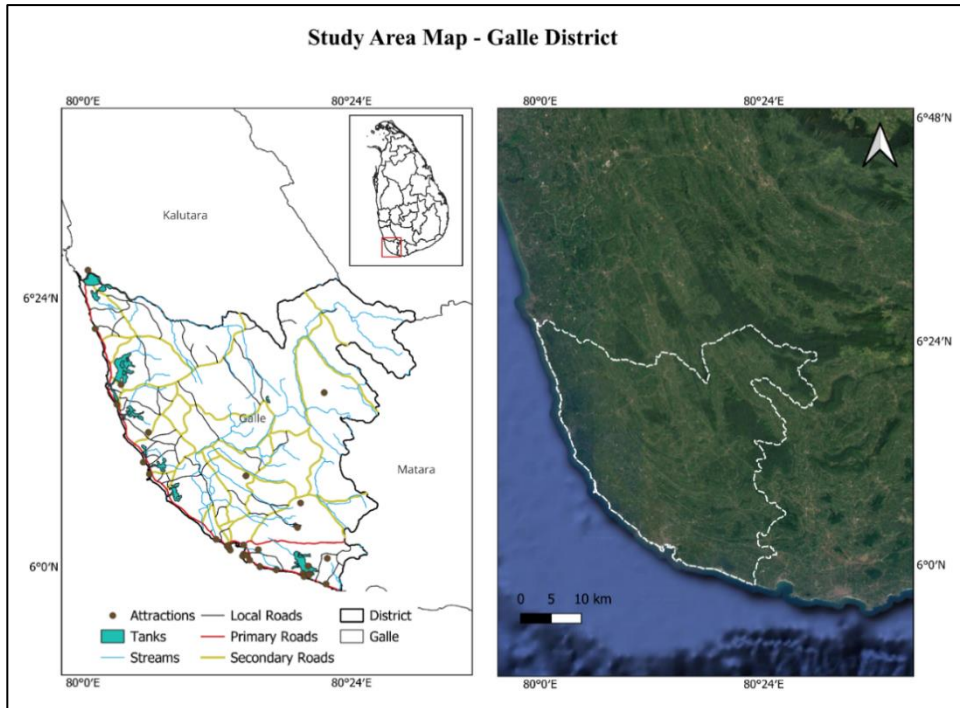 Study Area Map - Galle District
80°0′E 80°24′E
Kalutara
6°24′N
Galle
Matara
6°0′N
Attractions Local Roads District
Tanks Primary Roads Galle
Streams Secondary Roads
80°0′E 80°24′E
80°0′E 80°24′E
6°48′N
6°24′N
6°0′N
0 5 10 km
80°0′E 80°24′E